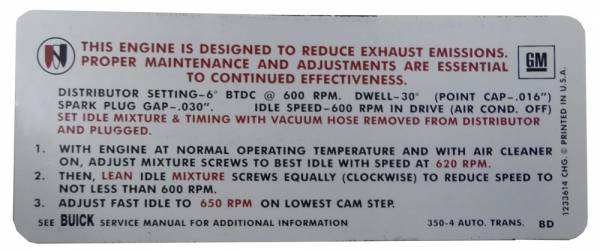 THIS ENGINE IS DESIGNED TO REDUCE EXHAUST EMISSIONS.
PROPER MAINTENANCE AND ADJUSTMENTS ARE ESSENTIAL
TO CONTINUED EFFECTIVENESS.
GM
DISTRIBUTOR SETTING-6° BTDC @ 600 RPM. DWELL-30° (POINT CAP-.016")
SPARK PLUG GAP-.030". IDLE SPEED-600 RPM IN DRIVE (AIR COND. OFF)
SET IDLE MIXTURE & TIMING WITH VACUUM HOSE REMOVED FROM DISTRIBUTOR
AND PLUGGED.
1. WITH ENGINE AT NORMAL OPERATING TEMPERATURE AND WITH AIR CLEANER
ON, ADJUST MIXTURE SCREWS TO BEST IDLE WITH SPEED AT 620 RPM.
2. THEN, LEAN IDLE MIXTURE SCREWS EQUALLY (CLOCKWISE) TO REDUCE SPEED TO
NOT LESS THAN 600 RPM.
3. ADJUST FAST IDLE TO 650 RPM ON LOWEST CAM STEP.
SEE BUICK SERVICE MANUAL FOR ADDITIONAL INFORMATION 350-4 AUTO. TRANS. BD
1233614 CHG. © PRINTED IN U.S.A.